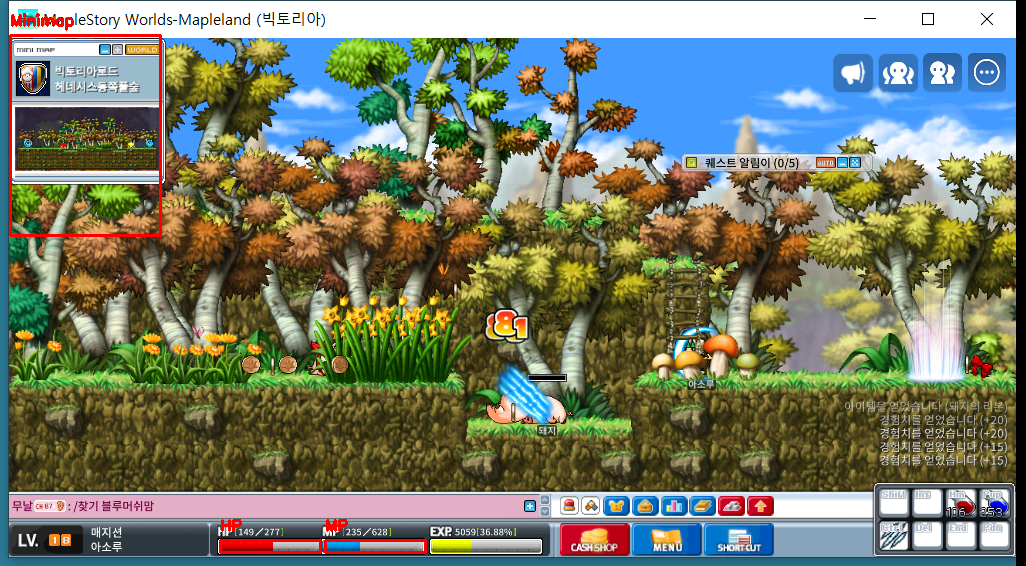 MapleStory Worlds-Mapleland (빅토리아)
Minimap
MINI MAP
WORLD
빅토리아로드
헤네시스동쪽풀숲
퀘스트 알림이 (0/5)
AUTO
81
돼지
아소루
아이템을 얻었습니다 (돼지의 리본)
경험치를 얻었습니다 (+20)
경험치를 얻었습니다 (+20)
경험치를 얻었습니다 (+15)
경험치를 얻었습니다 (+15)
무날 CH 87 : /찾기 블루머쉬맘
LV. 18
매지션
아소루
HP
HP [149/277]
MP
MP [235/628]
EXP. 5059[36.88%]
CASH SHOP
MENU
SHORT CUT
Shift Ins Hm Pup
106 253
Ctrl Del End Pdn